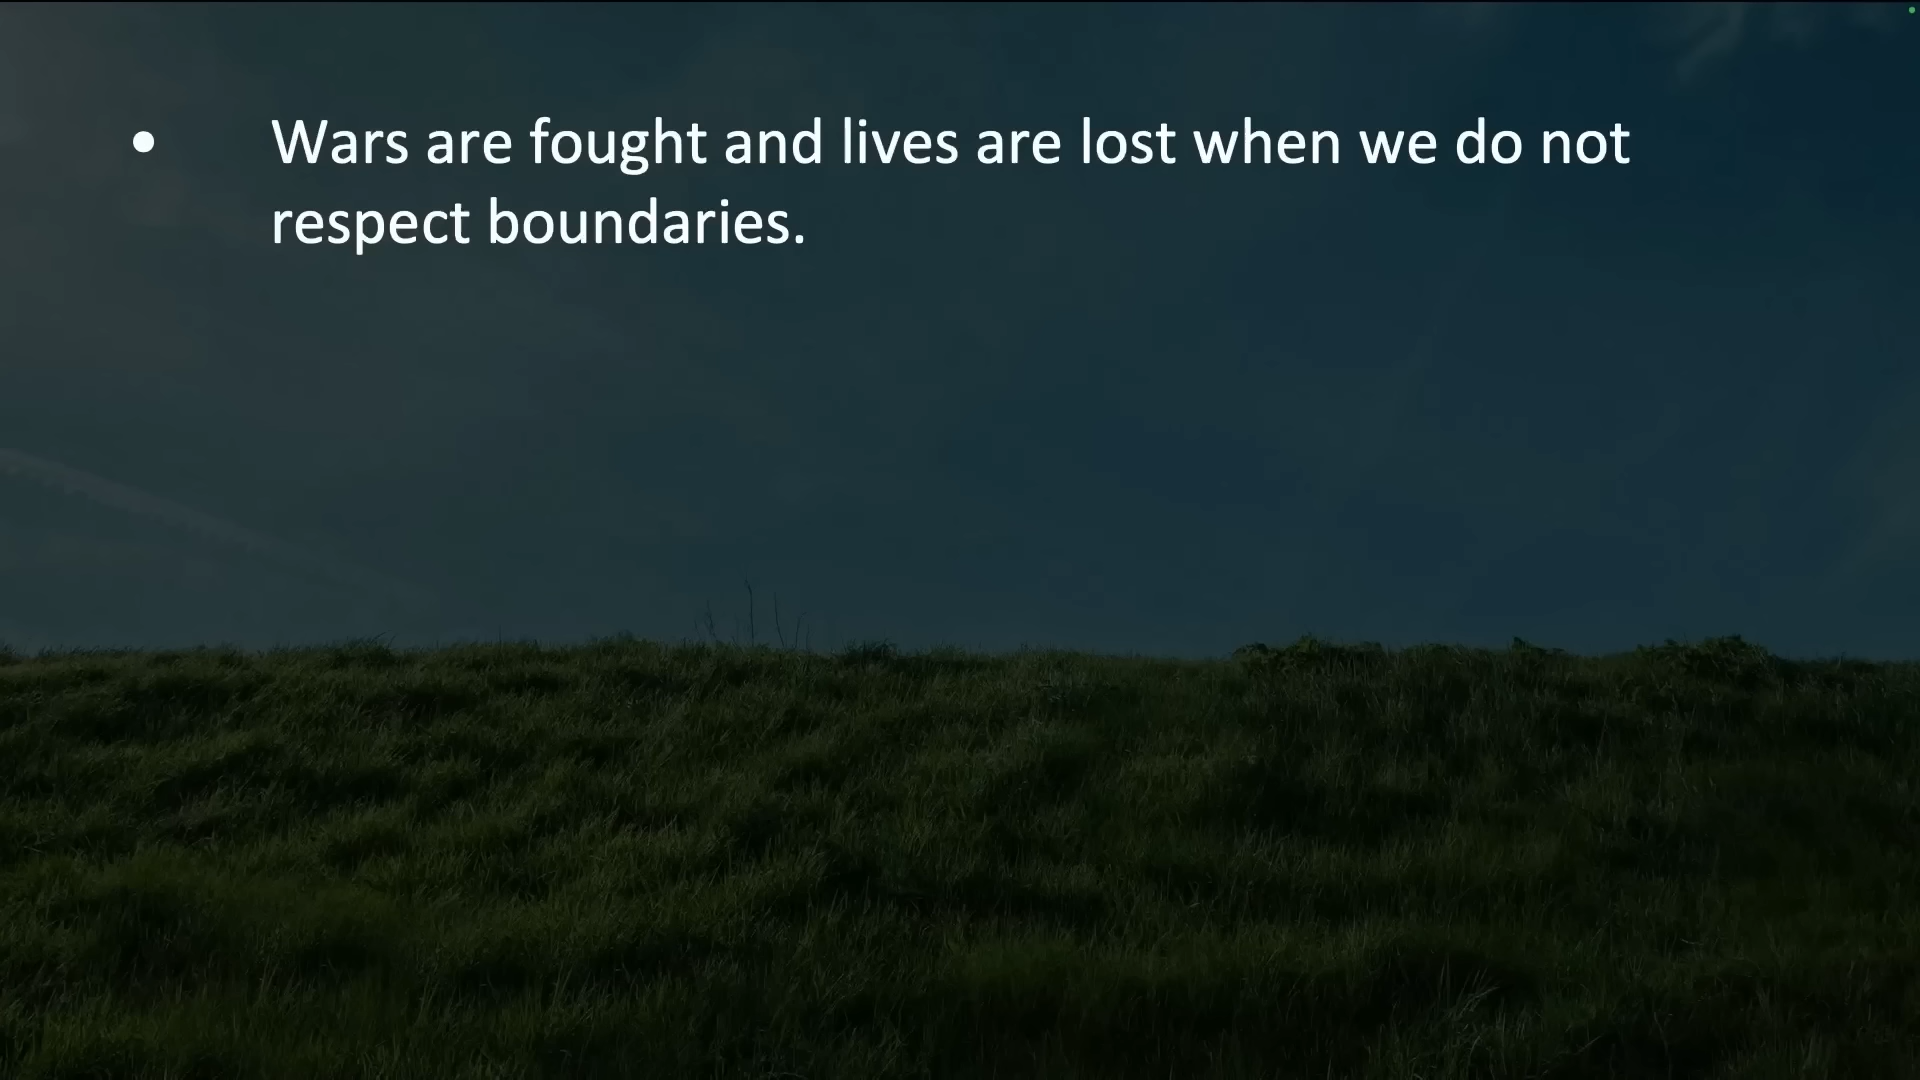 • Wars are fought and lives are lost when we do not
respect boundaries.